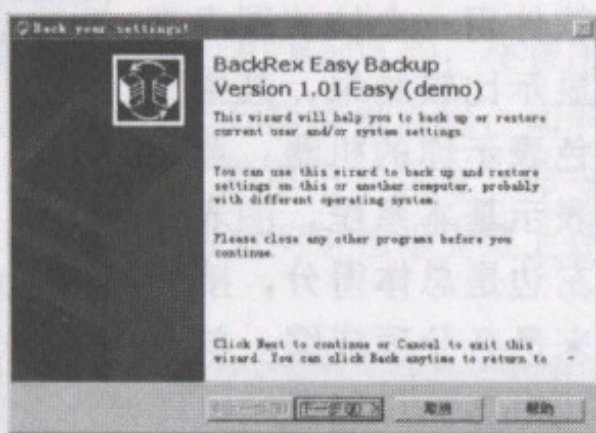 Back your settings!
BackRex Easy Backup
Version 1.01 Easy (demo)
This wizard will help you to back up or restore
current user and/or system settings.
You can use this wizard to back up and restore
settings on this or another computer, probably
with different operating system.
Please close any other programs before you
continue.
Click Next to continue or Cancel to exit this
wizard. You can click Back anytime to return to
下一步(N) >
取消
帮助